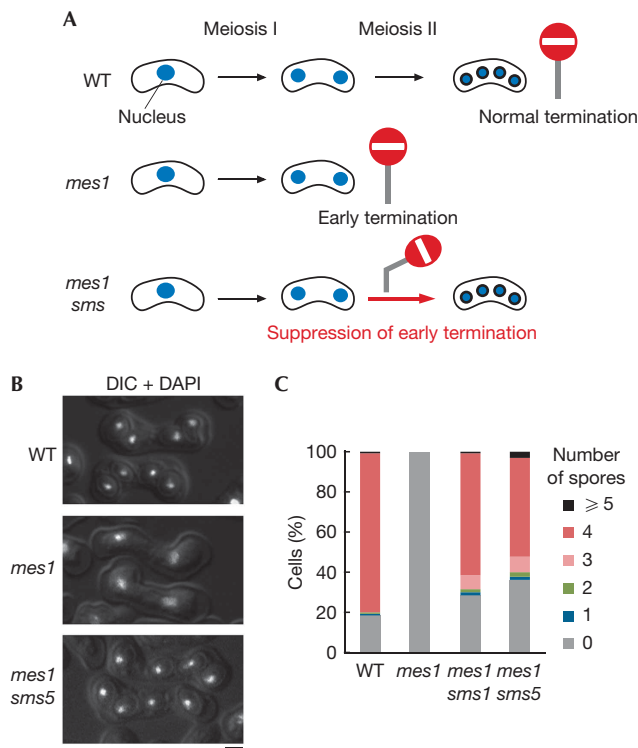 A
Meiosis I
Meiosis II
WT
Nucleus
Normal termination
mes1
Early termination
mes1
sms
Suppression of early termination
B
DIC + DAPI
WT
mes1
mes1
sms5
C
Number
of spores
⩾ 5
4
3
2
1
0
Cells (%)
100
80
60
40
20
0
WT
mes1
mes1
sms1
mes1
sms5